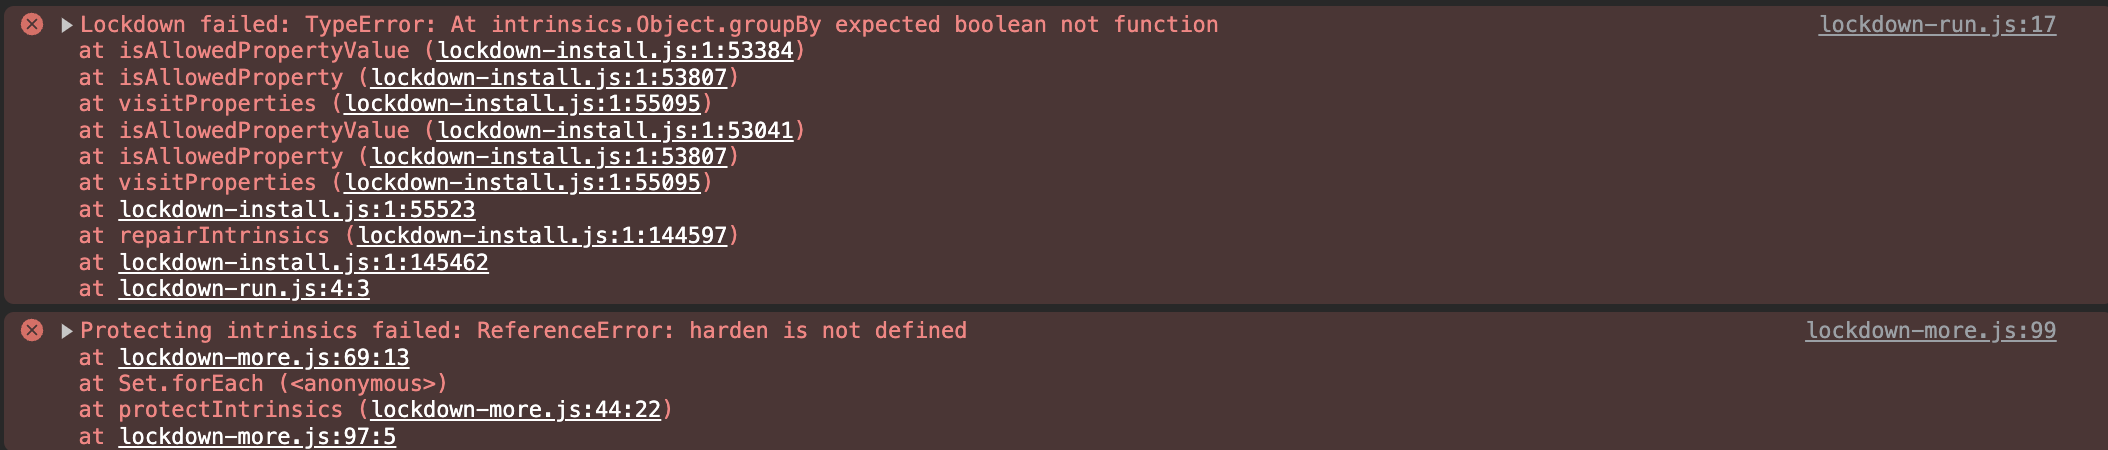 Lockdown failed: TypeError: At intrinsics.Object.groupBy expected boolean not function lockdown-run.js:17
at isAllowedPropertyValue (lockdown-install.js:1:53384)
at isAllowedProperty (lockdown-install.js:1:53807)
at visitProperties (lockdown-install.js:1:55095)
at isAllowedPropertyValue (lockdown-install.js:1:53041)
at isAllowedProperty (lockdown-install.js:1:53807)
at visitProperties (lockdown-install.js:1:55095)
at lockdown-install.js:1:55523
at repairIntrinsics (lockdown-install.js:1:144597)
at lockdown-install.js:1:145462
at lockdown-run.js:4:3
Protecting intrinsics failed: ReferenceError: harden is not defined lockdown-more.js:99
at lockdown-more.js:69:13
at Set.forEach (<anonymous>)
at protectIntrinsics (lockdown-more.js:44:22)
at lockdown-more.js:97:5